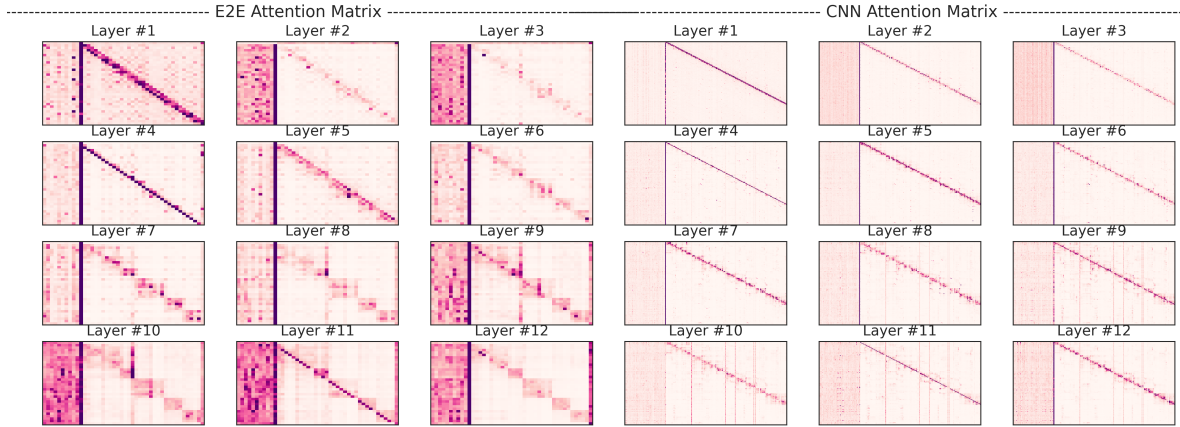 E2E Attention Matrix CNN Attention Matrix
Layer #1 Layer #2 Layer #3 Layer #1 Layer #2 Layer #3
Layer #4 Layer #5 Layer #6 Layer #4 Layer #5 Layer #6
Layer #7 Layer #8 Layer #9 Layer #7 Layer #8 Layer #9
Layer #10 Layer #11 Layer #12 Layer #10 Layer #11 Layer #12